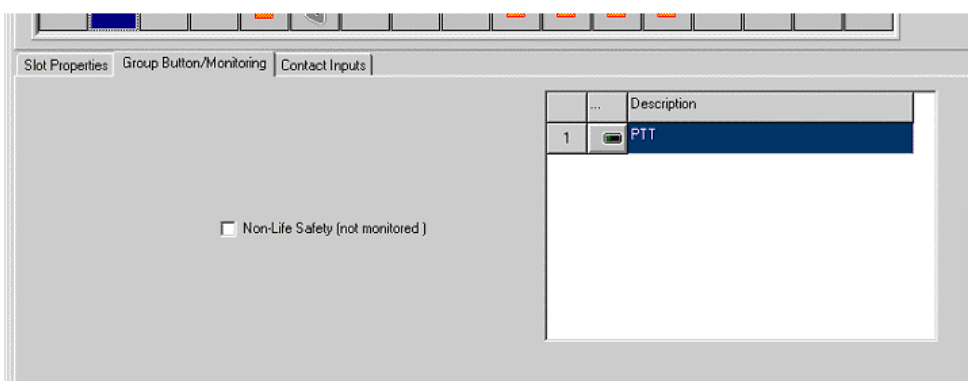 Slot Properties Group Button/Monitoring Contact Inputs
... Description
1 PTT
Non-Life Safety (not monitored )